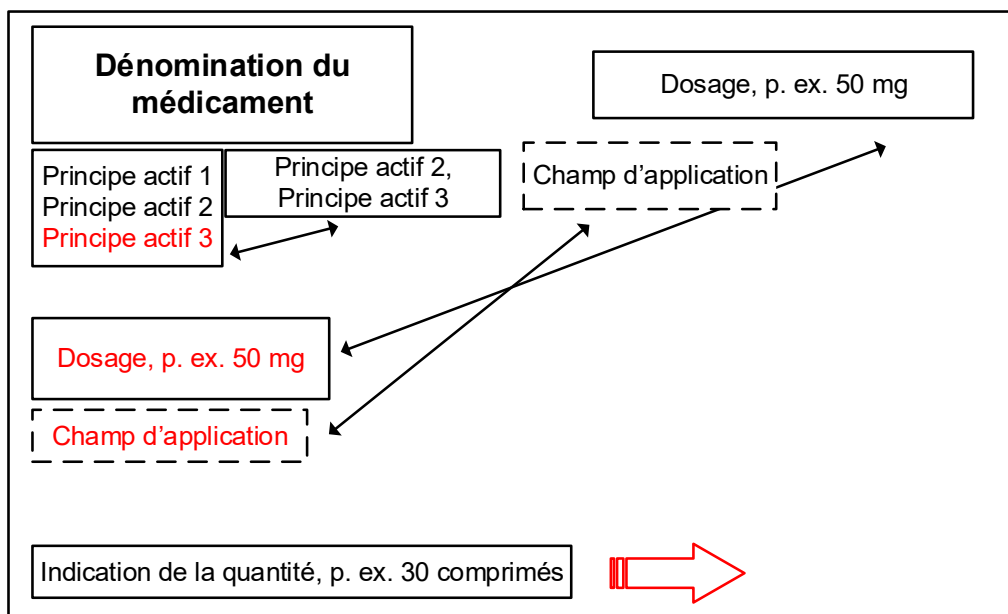 Dénomination du
médicament
Dosage, p. ex. 50 mg
Principe actif 1
Principe actif 2
Principe actif 3
Principe actif 2,
Principe actif 3
Champ d’application
Dosage, p. ex. 50 mg
Champ d’application
Indication de la quantité, p. ex. 30 comprimés